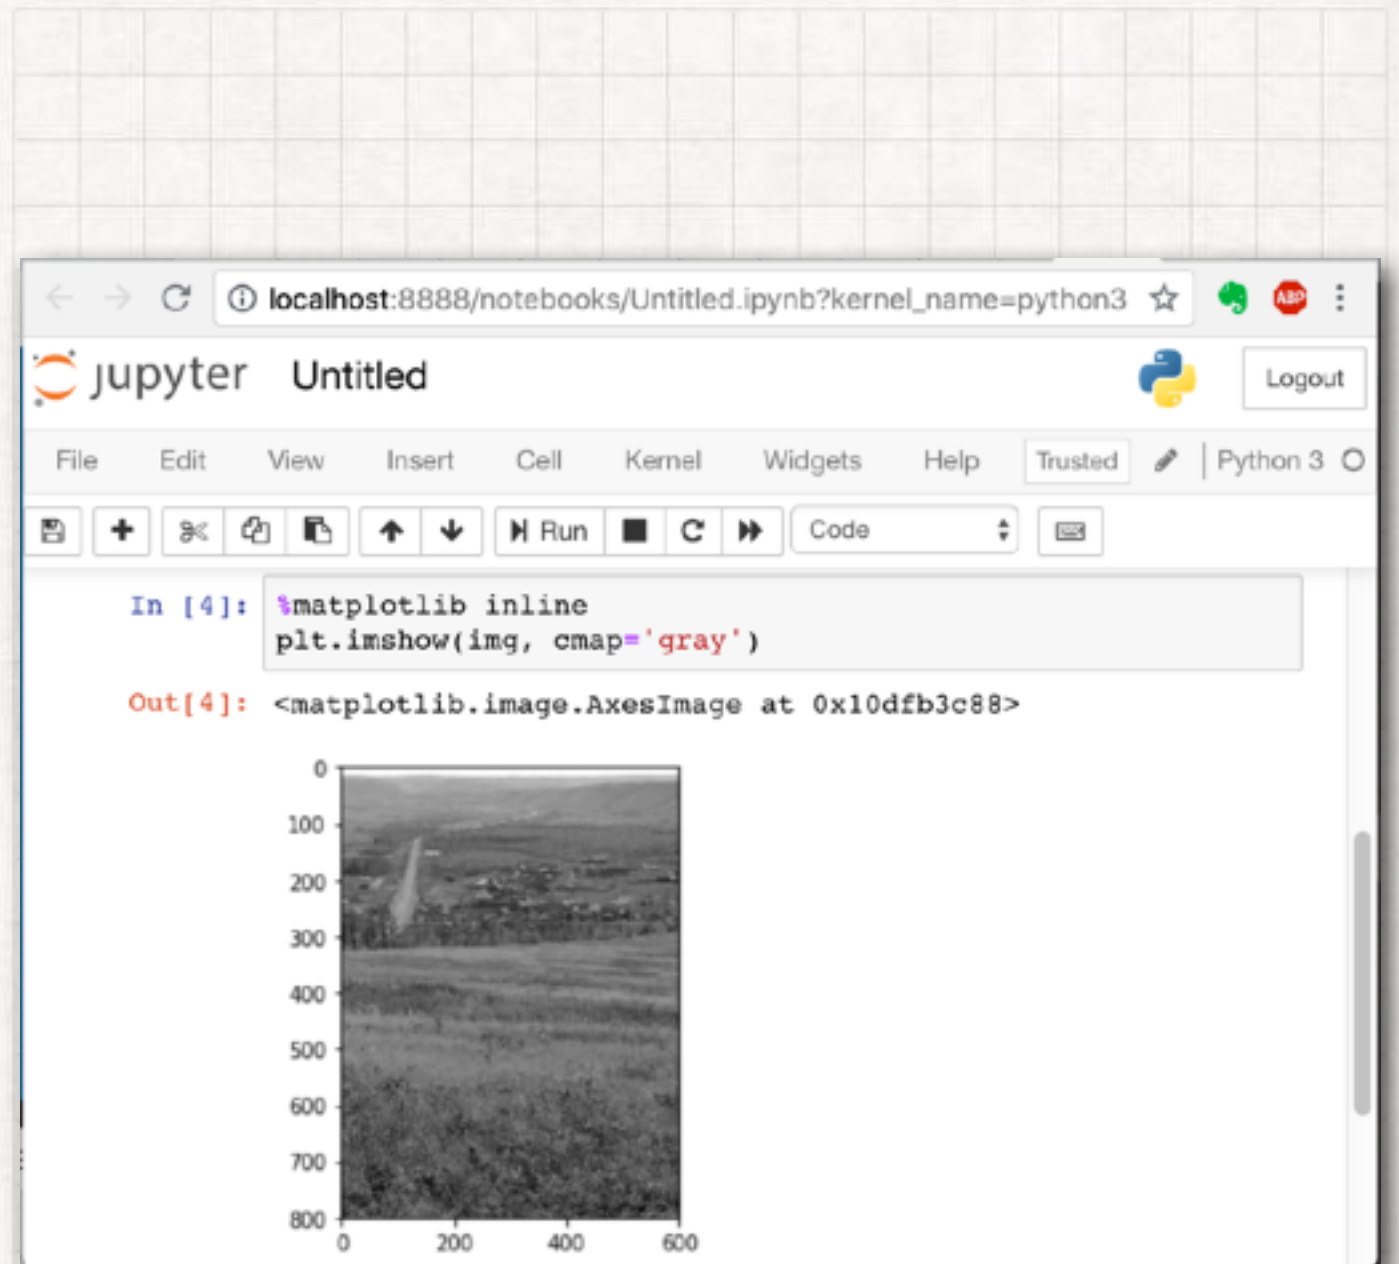 localhost:8888/notebooks/Untitled.ipynb?kernel_name=python3
ABP
jupyter Untitled
Logout
File Edit View Insert Cell Kernel Widgets Help Trusted Python 3
Run Code
In [4]: %matplotlib inline
plt.imshow(img, cmap='gray')
Out[4]: <matplotlib.image.AxesImage at 0x10dfb3c88>
0
100
200
300
400
500
600
700
800
0 200 400 600